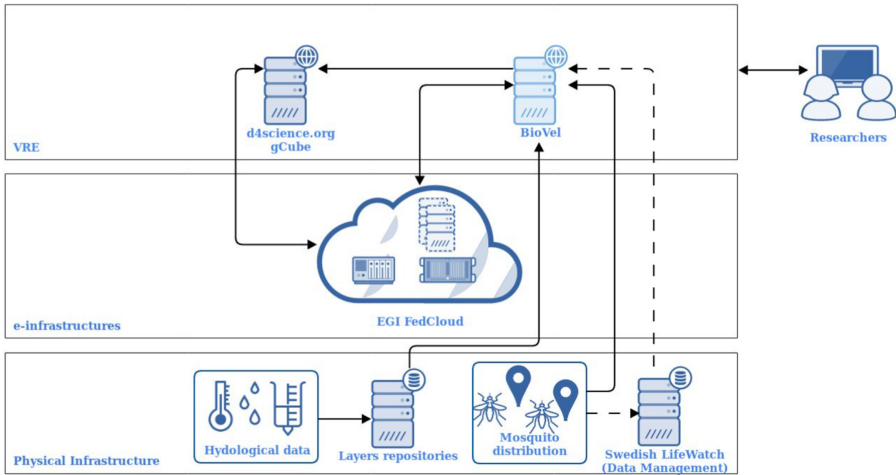 d4science.org
gCube
BioVel
VRE
Researchers
EGI FedCloud
e-infrastructures
Hydological data
Layers repositories
Mosquito
distribution
Swedish LifeWatch
(Data Management)
Physical Infrastructure